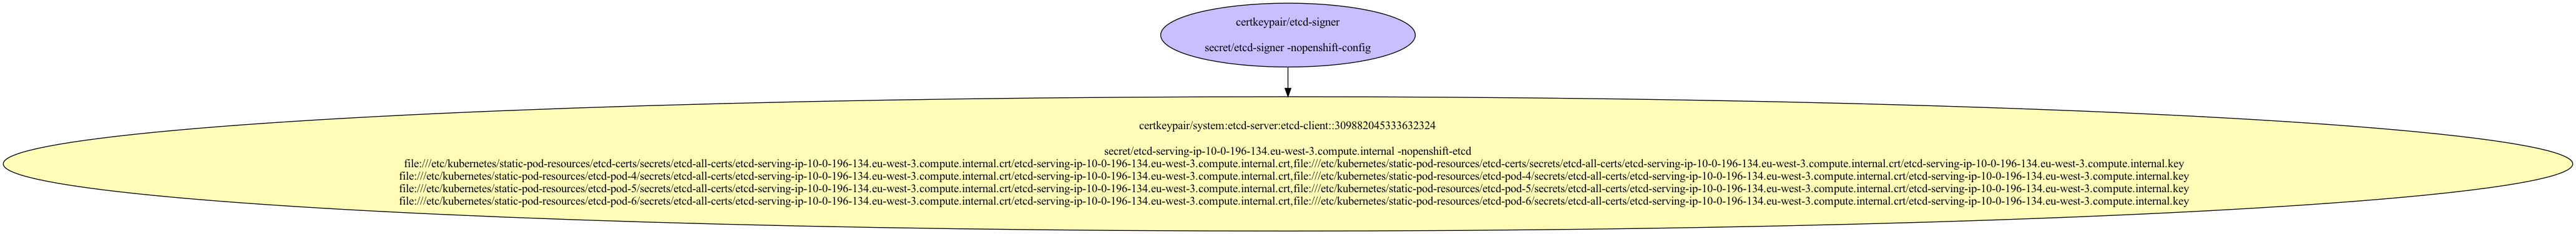 certkeypair/etcd-signer
secret/etcd-signer -nopenshift-config
certkeypair/system:etcd-server:etcd-client::309882045333632324
secret/etcd-serving-ip-10-0-196-134.eu-west-3.compute.internal -nopenshift-etcd
file:///etc/kubernetes/static-pod-resources/etcd-certs/secrets/etcd-all-certs/etcd-serving-ip-10-0-196-134.eu-west-3.compute.internal.crt/etcd-serving-ip-10-0-196-134.eu-west-3.compute.internal.crt,file:///etc/kubernetes/static-pod-resources/etcd-certs/secrets/etcd-all-certs/etcd-serving-ip-10-0-196-134.eu-west-3.compute.internal.crt/etcd-serving-ip-10-0-196-134.eu-west-3.compute.internal.key
file:///etc/kubernetes/static-pod-resources/etcd-pod-4/secrets/etcd-all-certs/etcd-serving-ip-10-0-196-134.eu-west-3.compute.internal.crt/etcd-serving-ip-10-0-196-134.eu-west-3.compute.internal.crt,file:///etc/kubernetes/static-pod-resources/etcd-pod-4/secrets/etcd-all-certs/etcd-serving-ip-10-0-196-134.eu-west-3.compute.internal.crt/etcd-serving-ip-10-0-196-134.eu-west-3.compute.internal.key
file:///etc/kubernetes/static-pod-resources/etcd-pod-5/secrets/etcd-all-certs/etcd-serving-ip-10-0-196-134.eu-west-3.compute.internal.crt/etcd-serving-ip-10-0-196-134.eu-west-3.compute.internal.crt,file:///etc/kubernetes/static-pod-resources/etcd-pod-5/secrets/etcd-all-certs/etcd-serving-ip-10-0-196-134.eu-west-3.compute.internal.crt/etcd-serving-ip-10-0-196-134.eu-west-3.compute.internal.key
file:///etc/kubernetes/static-pod-resources/etcd-pod-6/secrets/etcd-all-certs/etcd-serving-ip-10-0-196-134.eu-west-3.compute.internal.crt/etcd-serving-ip-10-0-196-134.eu-west-3.compute.internal.crt,file:///etc/kubernetes/static-pod-resources/etcd-pod-6/secrets/etcd-all-certs/etcd-serving-ip-10-0-196-134.eu-west-3.compute.internal.crt/etcd-serving-ip-10-0-196-134.eu-west-3.compute.internal.key